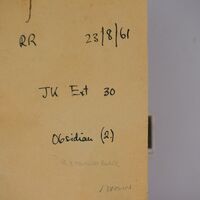 RR 23/8/61
JK Ext 30
Obsidian (2)